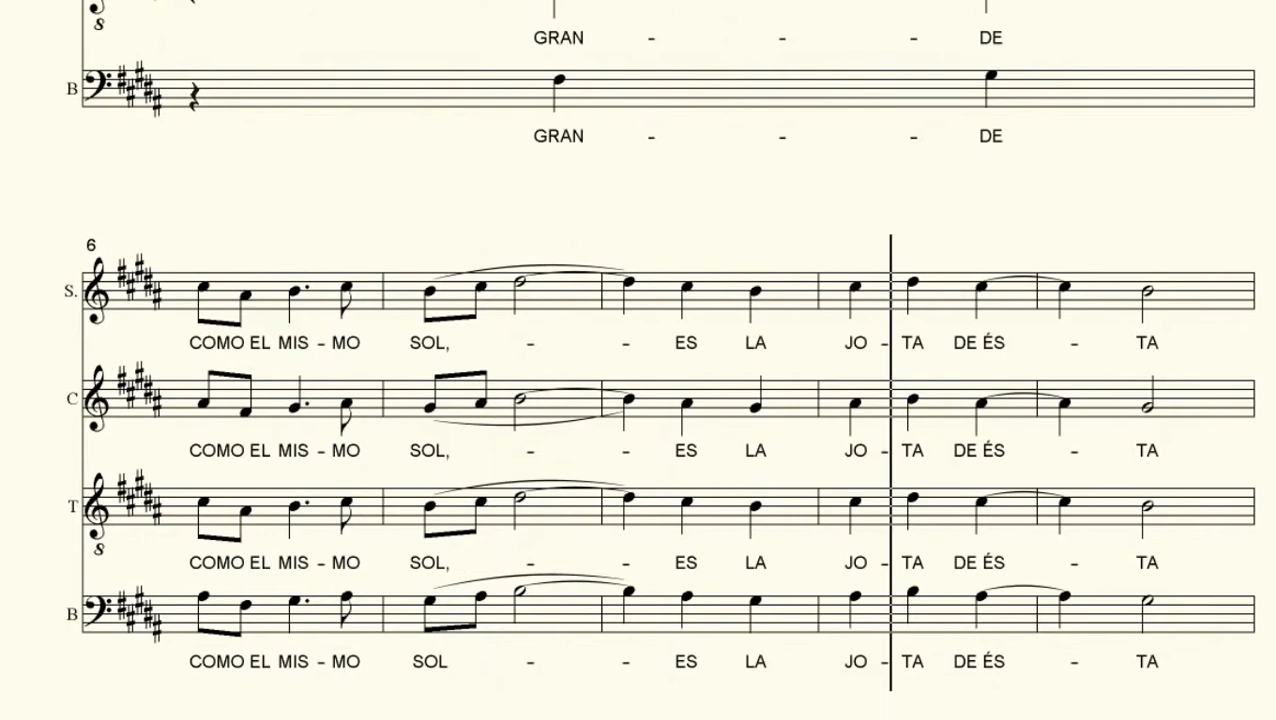 8
GRAN - - - DE
B
GRAN - - - DE
6
S.
COMO EL MIS - MO SOL, - - ES LA JO - TA DE ÉS - TA
C
COMO EL MIS - MO SOL, - - ES LA JO - TA DE ÉS - TA
T
8
COMO EL MIS - MO SOL, - - ES LA JO - TA DE ÉS - TA
B
COMO EL MIS - MO SOL - - ES LA JO - TA DE ÉS - TA